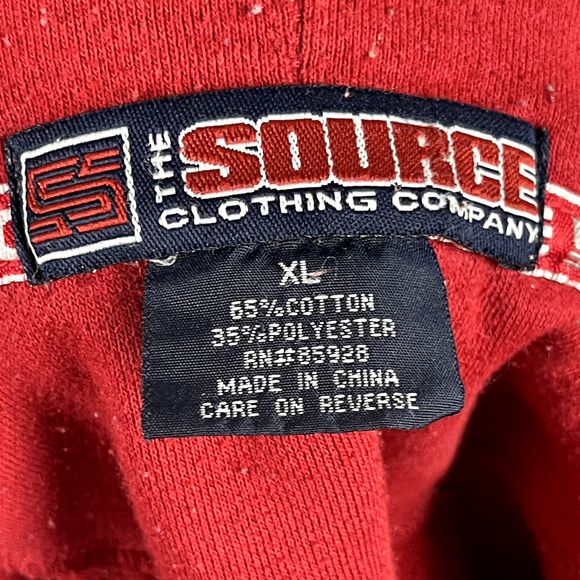 THE SOURCE
CLOTHING COMPANY
XL
65% COTTON
35% POLYESTER
RN#85928
MADE IN CHINA
CARE ON REVERSE